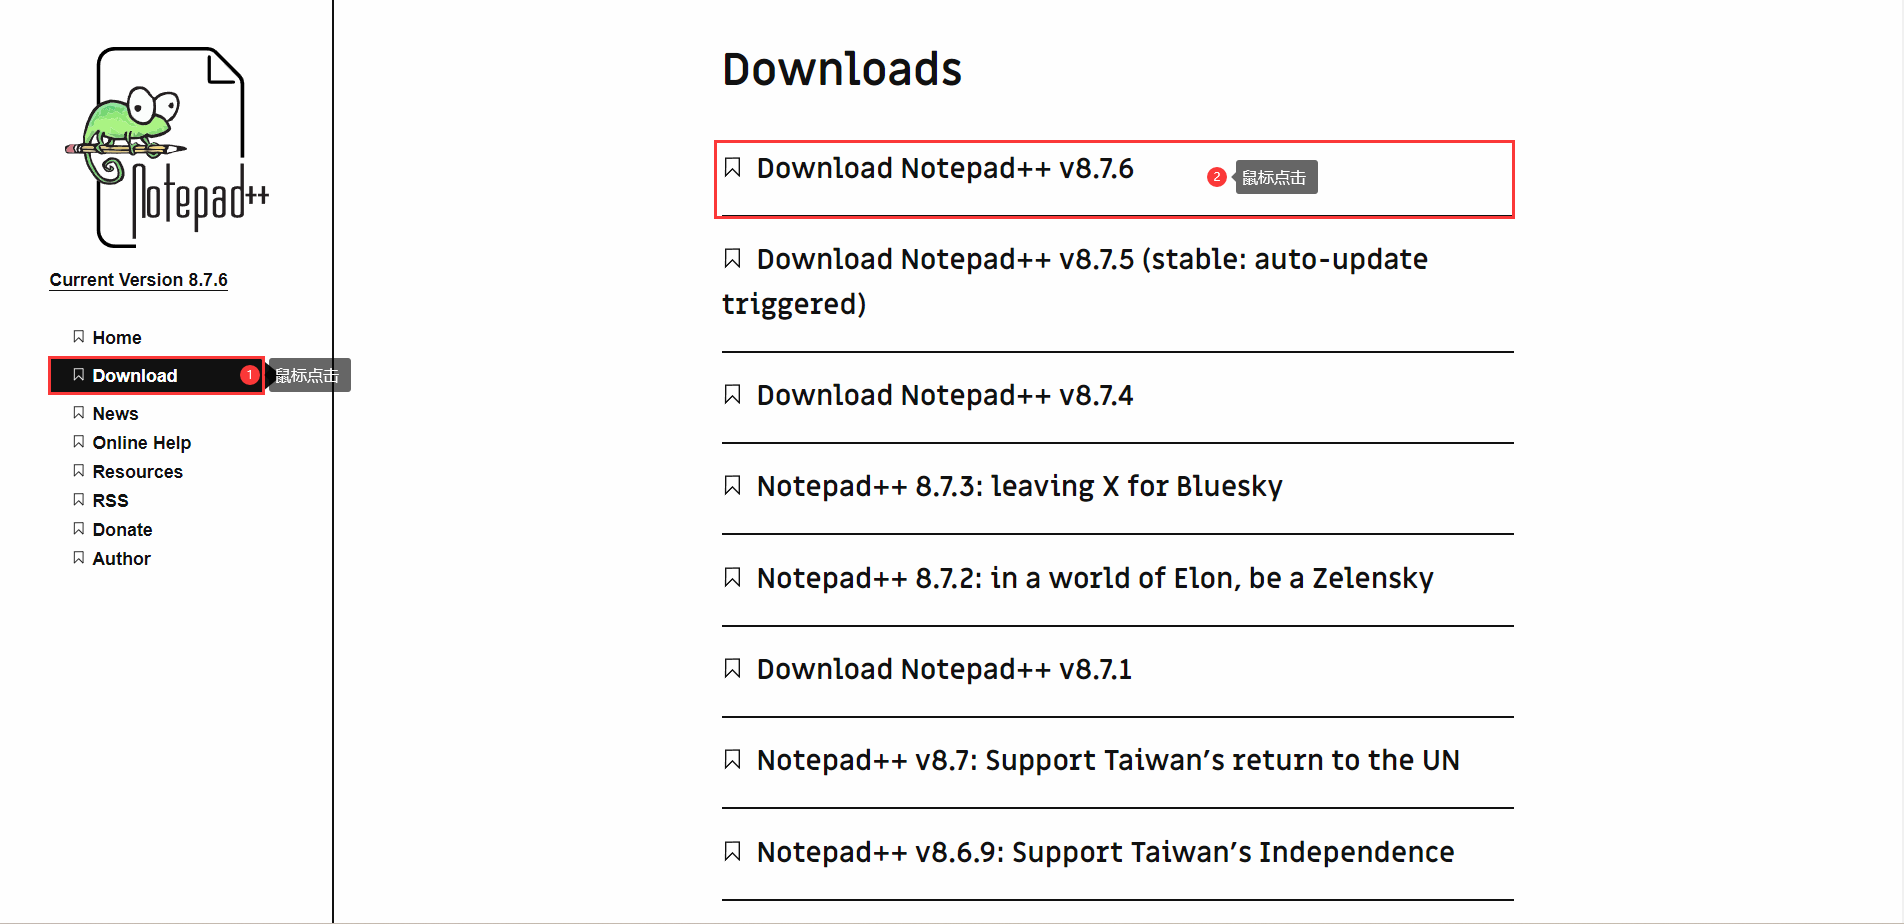 Notepad++
Current Version 8.7.6
Home
Download
1
鼠标点击
News
Online Help
Resources
RSS
Donate
Author
Downloads
Download Notepad++ v8.7.6
2
鼠标点击
Download Notepad++ v8.7.5 (stable: auto-update
triggered)
Download Notepad++ v8.7.4
Notepad++ 8.7.3: leaving X for Bluesky
Notepad++ 8.7.2: in a world of Elon, be a Zelensky
Download Notepad++ v8.7.1
Notepad++ v8.7: Support Taiwan’s return to the UN
Notepad++ v8.6.9: Support Taiwan’s Independence